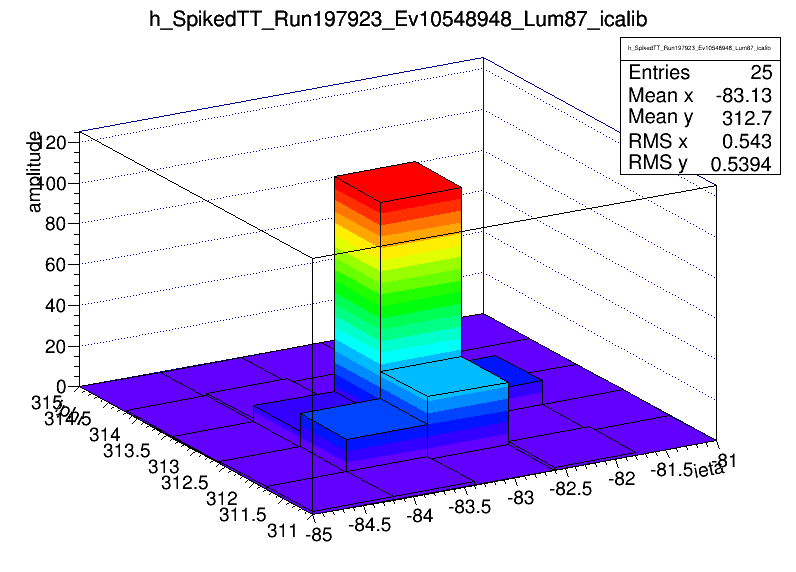 h_SpikedTT_Run197923_Ev10548948_Lum87_icalib
h_SpikedTT_Run197923_Ev10548948_Lum87_icalib
Entries 25
Mean x -83.13
Mean y 312.7
RMS x 0.543
RMS y 0.5394
amplitude
120
100
80
60
40
20
0
315
314.5
314
313.5
313
312.5
312
311.5
311
-85
-84.5
-84
-83.5
-83
-82.5
-82
-81.5
-81
ieta